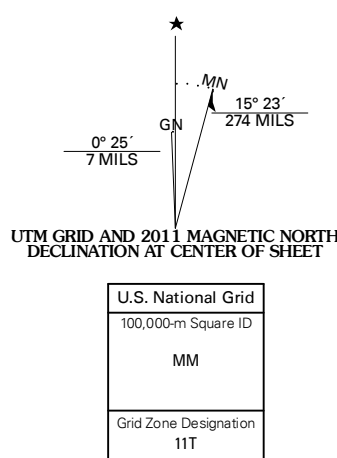 MN
15° 23´
274 MILS
GN
0° 25´
7 MILS
UTM GRID AND 2011 MAGNETIC NORTH
DECLINATION AT CENTER OF SHEET
U.S. National Grid
100,000-m Square ID
MM
Grid Zone Designation
11T